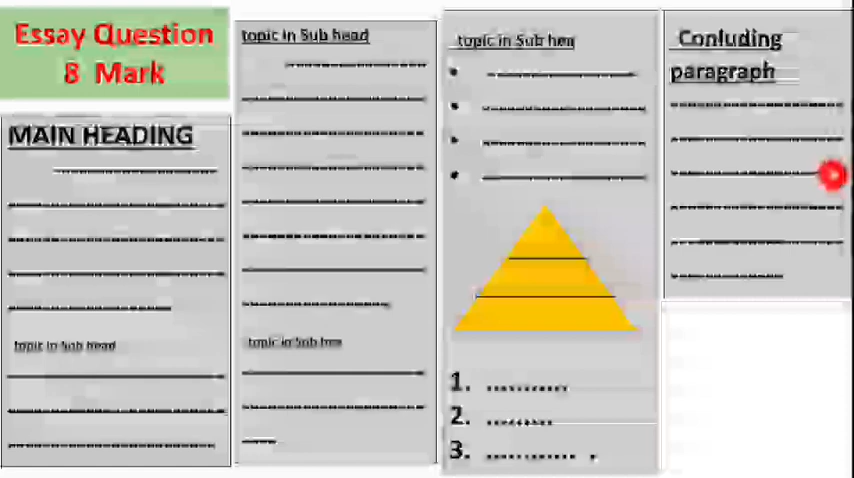 Essay Question
8 Mark
MAIN HEADING
topic in Sub head
topic in Sub head
topic in Sub hea
topic in Sub hea
1. ...........
2. .........
3. ............ .
Confuding
paragraph